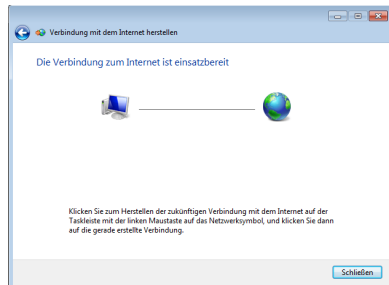 Verbindung mit dem Internet herstellen
Die Verbindung zum Internet ist einsatzbereit
Klicken Sie zum Herstellen der zukünftigen Verbindung mit dem Internet auf der
Taskleiste mit der linken Maustaste auf das Netzwerksymbol, und klicken Sie dann
auf die gerade erstellte Verbindung.
Schließen